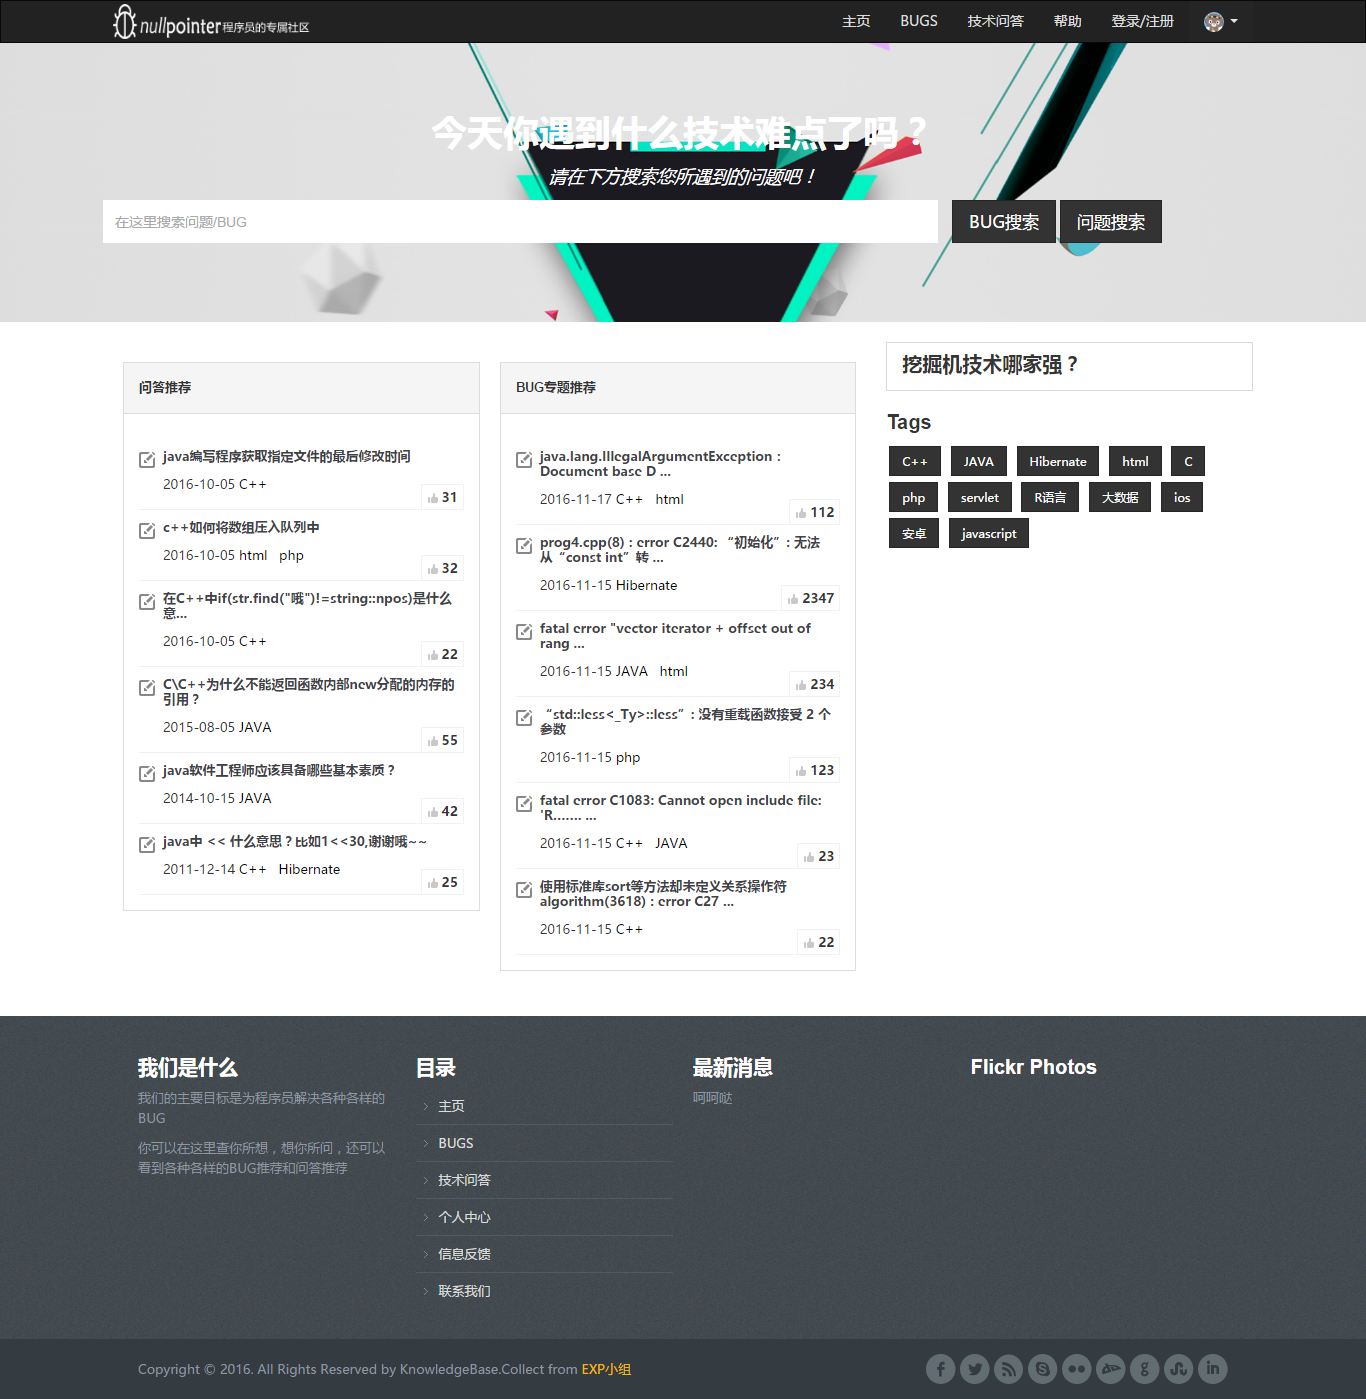 nullpointer程序员的专属社区
主页 BUGS 技术问答 帮助 登录/注册
今天你遇到什么技术难点了吗？
请在下方搜索您所遇到的问题吧！
在这里搜索问题/BUG
BUG搜索 问题搜索
问答推荐
java编写程序获取指定文件的最后修改时间
2016-10-05 C++
31
c++如何将数组压入队列中
2016-10-05 html php
32
在C++中if(str.find("哦")!=string::npos)是什么
意...
2016-10-05 C++
22
C\C++为什么不能返回函数内部new分配的内存的
引用？
2015-08-05 JAVA
55
java软件工程师应该具备哪些基本素质？
2014-10-15 JAVA
42
java中 << 什么意思？比如1<<30,谢谢哦~~
2011-12-14 C++ Hibernate
25
BUG专题推荐
java.lang.IllegalArgumentException :
Document base D ...
2016-11-17 C++ html
112
prog4.cpp(8) : error C2440: “初始化”: 无法
从“const int”转 ...
2016-11-15 Hibernate
2347
fatal error "vector iterator + offset out of
rang ...
2016-11-15 JAVA html
234
“std::less<_Ty>::less”: 没有重载函数接受 2 个
参数
2016-11-15 php
123
fatal error C1083: Cannot open include file:
'R....... ...
2016-11-15 C++ JAVA
23
使用标准库sort等方法却未定义关系操作符
algorithm(3618) : error C27 ...
2016-11-15 C++
22
挖掘机技术哪家强？
Tags
C++ JAVA Hibernate html C
php servlet R语言 大数据 ios
安卓 javascript
我们是什么
我们的主要目标是为程序员解决各种各样的
BUG
你可以在这里查你所想，想你所问，还可以
看到各种各样的BUG推荐和问答推荐
目录
主页
BUGS
技术问答
个人中心
信息反馈
联系我们
最新消息
呵呵哒
Flickr Photos
Copyright © 2016. All Rights Reserved by KnowledgeBase.Collect from EXP小组